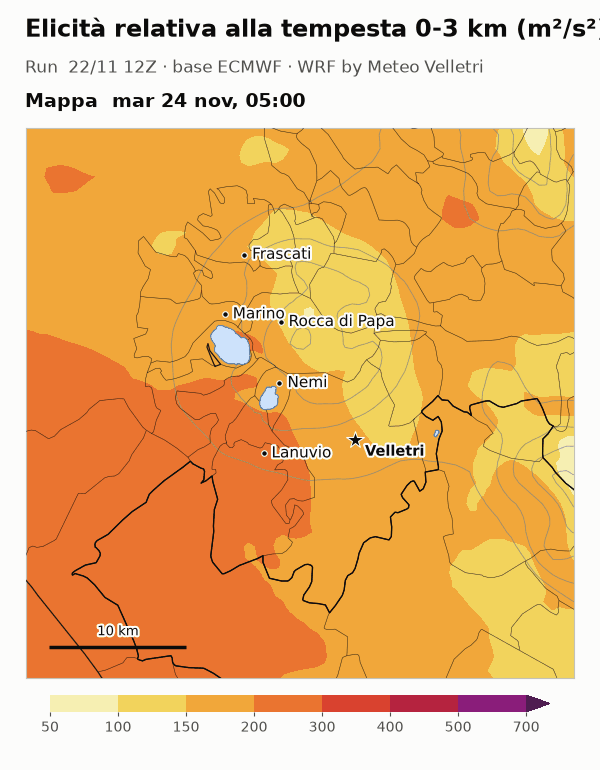 Elicità relativa alla tempesta 0-3 km (m²/s²)
Run 22/11 12Z · base ECMWF · WRF by Meteo Velletri
Mappa mar 24 nov, 05:00
Frascati
Marino
Rocca di Papa
Nemi
Velletri
Lanuvio
10 km
50 100 150 200 300 400 500 700